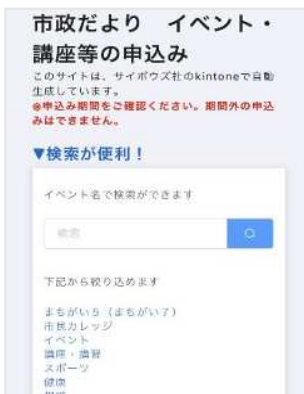 市政だより　イベント・
講座等の申込み
このサイトは、サイボウズ社のkintoneで自動
生成しています。
※申込み期間をご確認ください。期間外の申込
みはできません。
▼検索が便利！
イベント名で検索ができます
検索
下記から絞り込めます
まちがい5（まちがい7）
市民カレッジ
イベント
講座・講習
スポーツ
健康